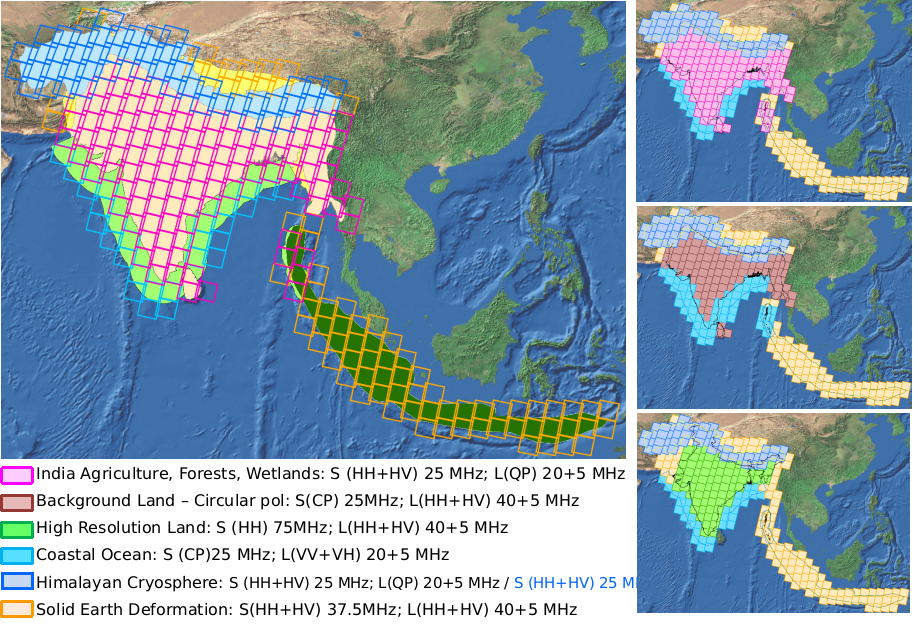 India Agriculture, Forests, Wetlands: S (HH+HV) 25 MHz; L(QP) 20+5 MHz
Background Land – Circular pol: S(CP) 25MHz; L(HH+HV) 40+5 MHz
High Resolution Land: S (HH) 75MHz; L(HH+HV) 40+5 MHz
Coastal Ocean: S (CP)25 MHz; L(VV+VH) 20+5 MHz
Himalayan Cryosphere: S (HH+HV) 25 MHz; L(QP) 20+5 MHz / S (HH+HV) 25
Solid Earth Deformation: S(HH+HV) 37.5MHz; L(HH+HV) 40+5 MHz